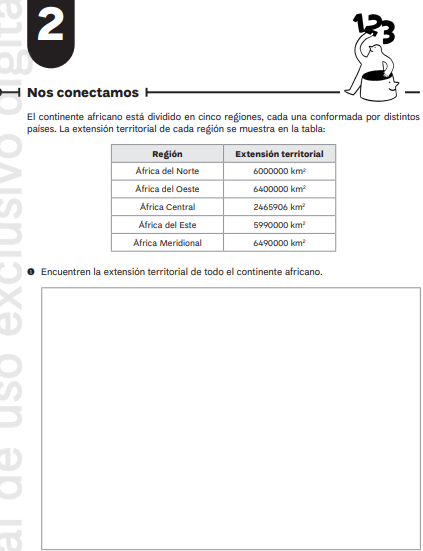 2
123
Nos conectamos
El continente africano está dividido en cinco regiones, cada una conformada por distintos
países. La extensión territorial de cada región se muestra en la tabla:
Región Extensión territorial
África del Norte 6000000 km²
África del Oeste 6400000 km²
África Central 2465906 km²
África del Este 5990000 km²
África Meridional 6490000 km²
1 Encuentren la extensión territorial de todo el continente africano.
al de uso exclusivo digita